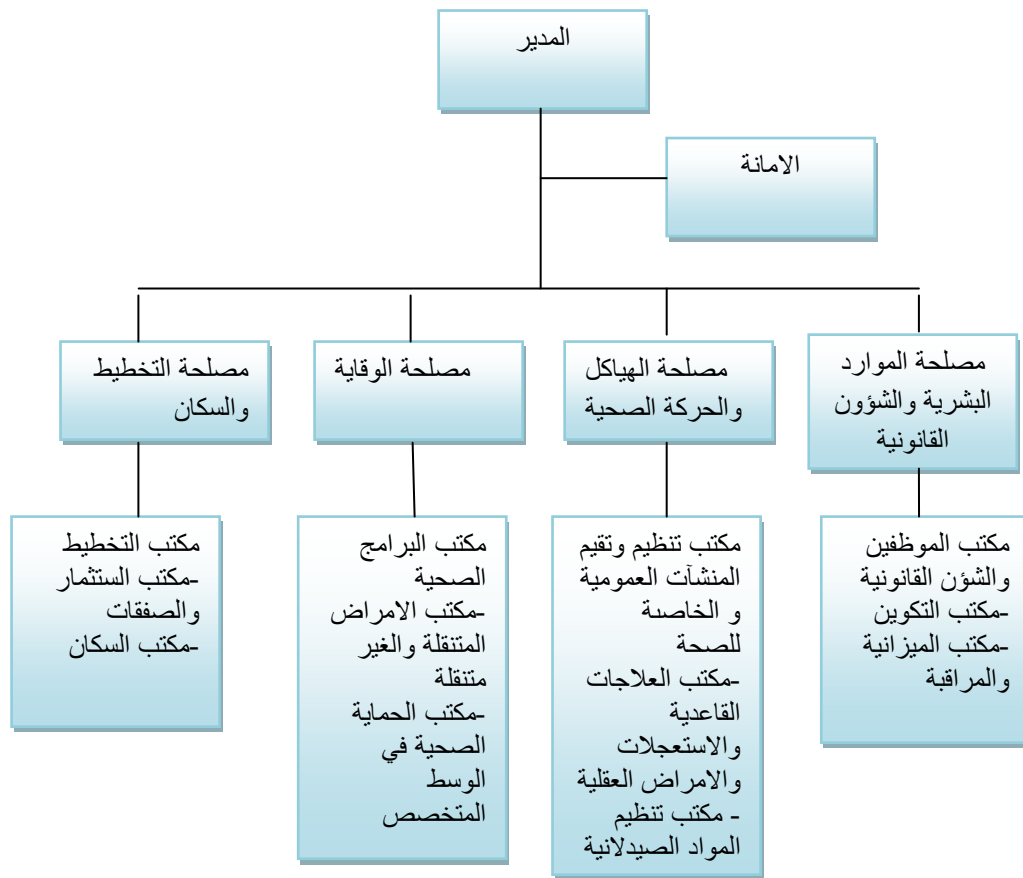 المدير
الامانة
مصلحة الموارد
البشرية والشؤون
القانونية
مصلحة الهياكل
والحركة الصحية
مصلحة الوقاية
مصلحة التخطيط
والسكان
مكتب الموظفين
والشؤن القانونية
-مكتب التكوين
-مكتب الميزانية
والمراقبة
مكتب تنظيم وتقيم
المنشآت العمومية
و الخاصة
للصحة
-مكتب العلاجات
القاعدية
والاستعجلات
والامراض العقلية
- مكتب تنظيم
المواد الصيدلانية
مكتب البرامج
الصحية
-مكتب الامراض
المتنقلة والغير
متنقلة
-مكتب الحماية
الصحية في
الوسط
المتخصص
مكتب التخطيط
-مكتب الستثمار
والصفقات
-مكتب السكان